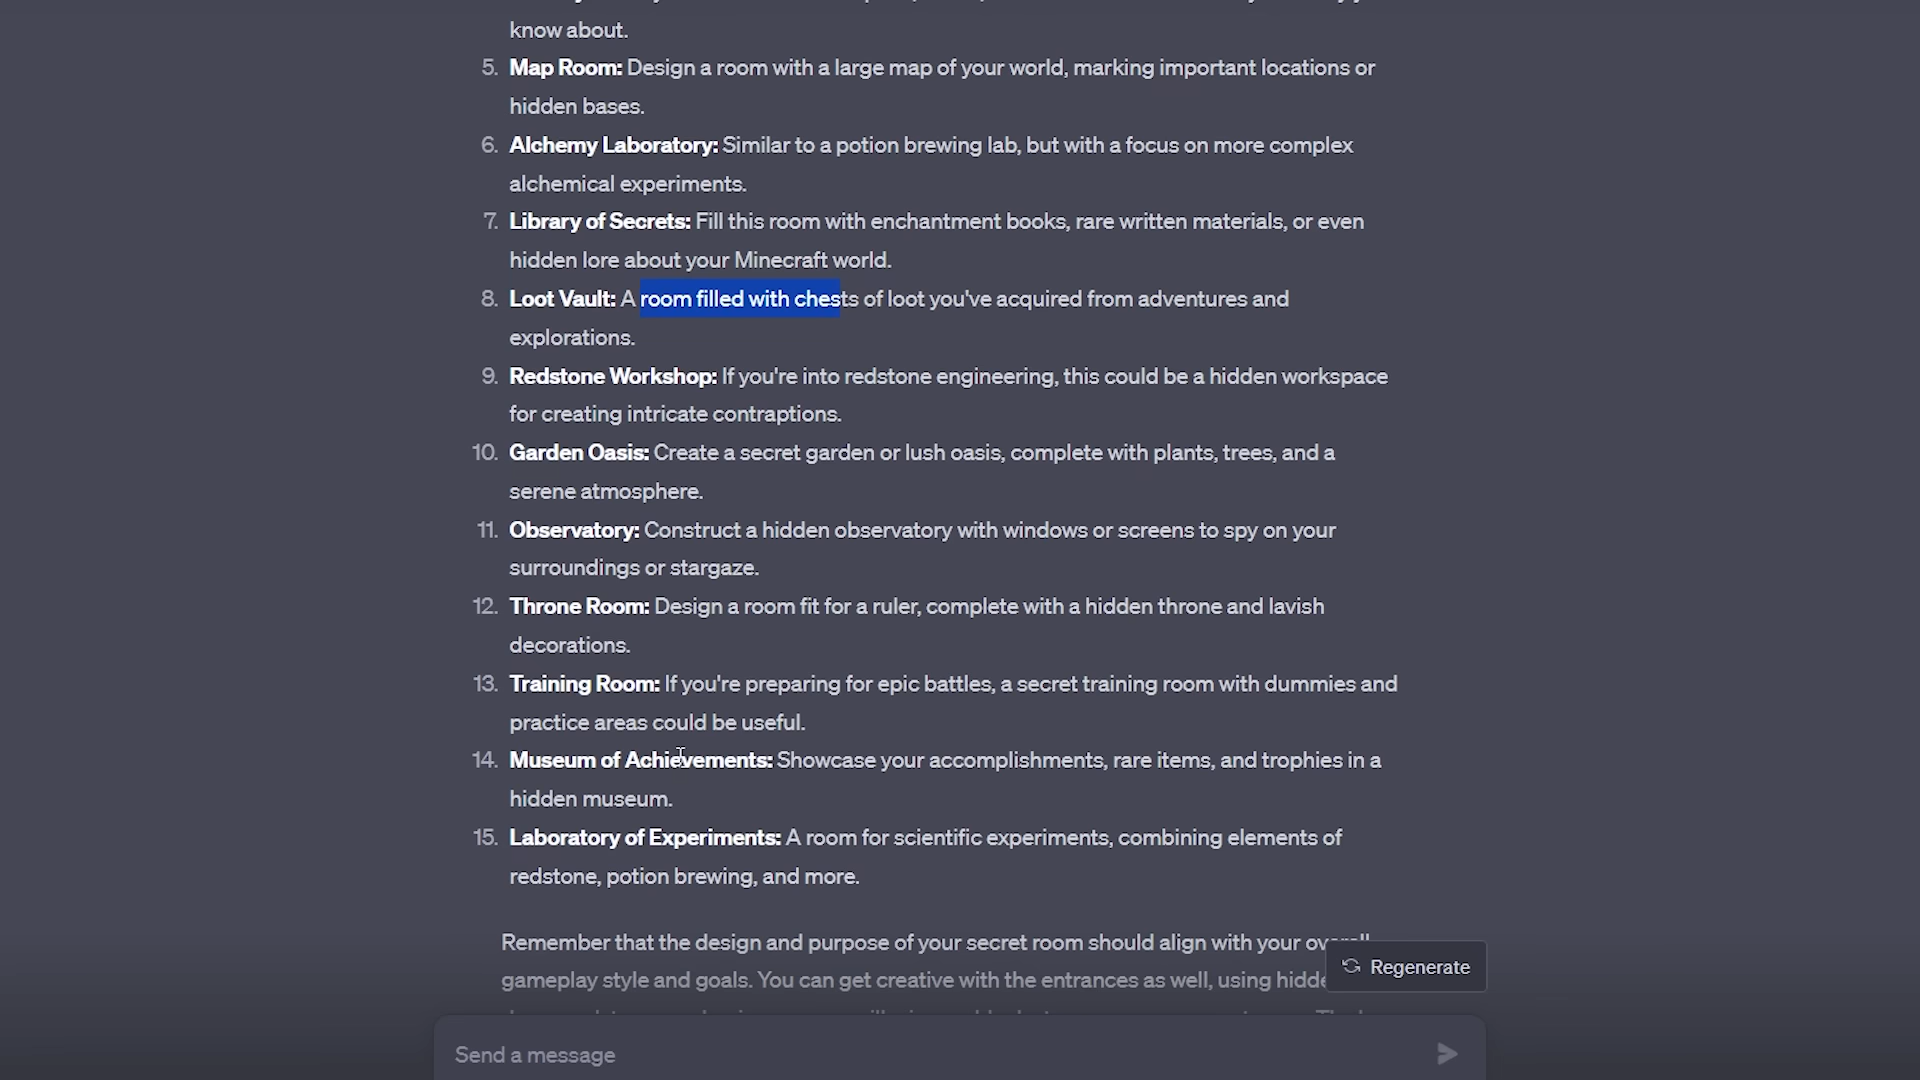 know about.
5. Map Room: Design a room with a large map of your world, marking important locations or
hidden bases.
6. Alchemy Laboratory: Similar to a potion brewing lab, but with a focus on more complex
alchemical experiments.
7. Library of Secrets: Fill this room with enchantment books, rare written materials, or even
hidden lore about your Minecraft world.
8. Loot Vault: A room filled with chests of loot you've acquired from adventures and
explorations.
9. Redstone Workshop: If you're into redstone engineering, this could be a hidden workspace
for creating intricate contraptions.
10. Garden Oasis: Create a secret garden or lush oasis, complete with plants, trees, and a
serene atmosphere.
11. Observatory: Construct a hidden observatory with windows or screens to spy on your
surroundings or stargaze.
12. Throne Room: Design a room fit for a ruler, complete with a hidden throne and lavish
decorations.
13. Training Room: If you're preparing for epic battles, a secret training room with dummies and
practice areas could be useful.
14. Museum of Achievements: Showcase your accomplishments, rare items, and trophies in a
hidden museum.
15. Laboratory of Experiments: A room for scientific experiments, combining elements of
redstone, potion brewing, and more.
Remember that the design and purpose of your secret room should align with your overall
gameplay style and goals. You can get creative with the entrances as well, using
Regenerate
Send a message